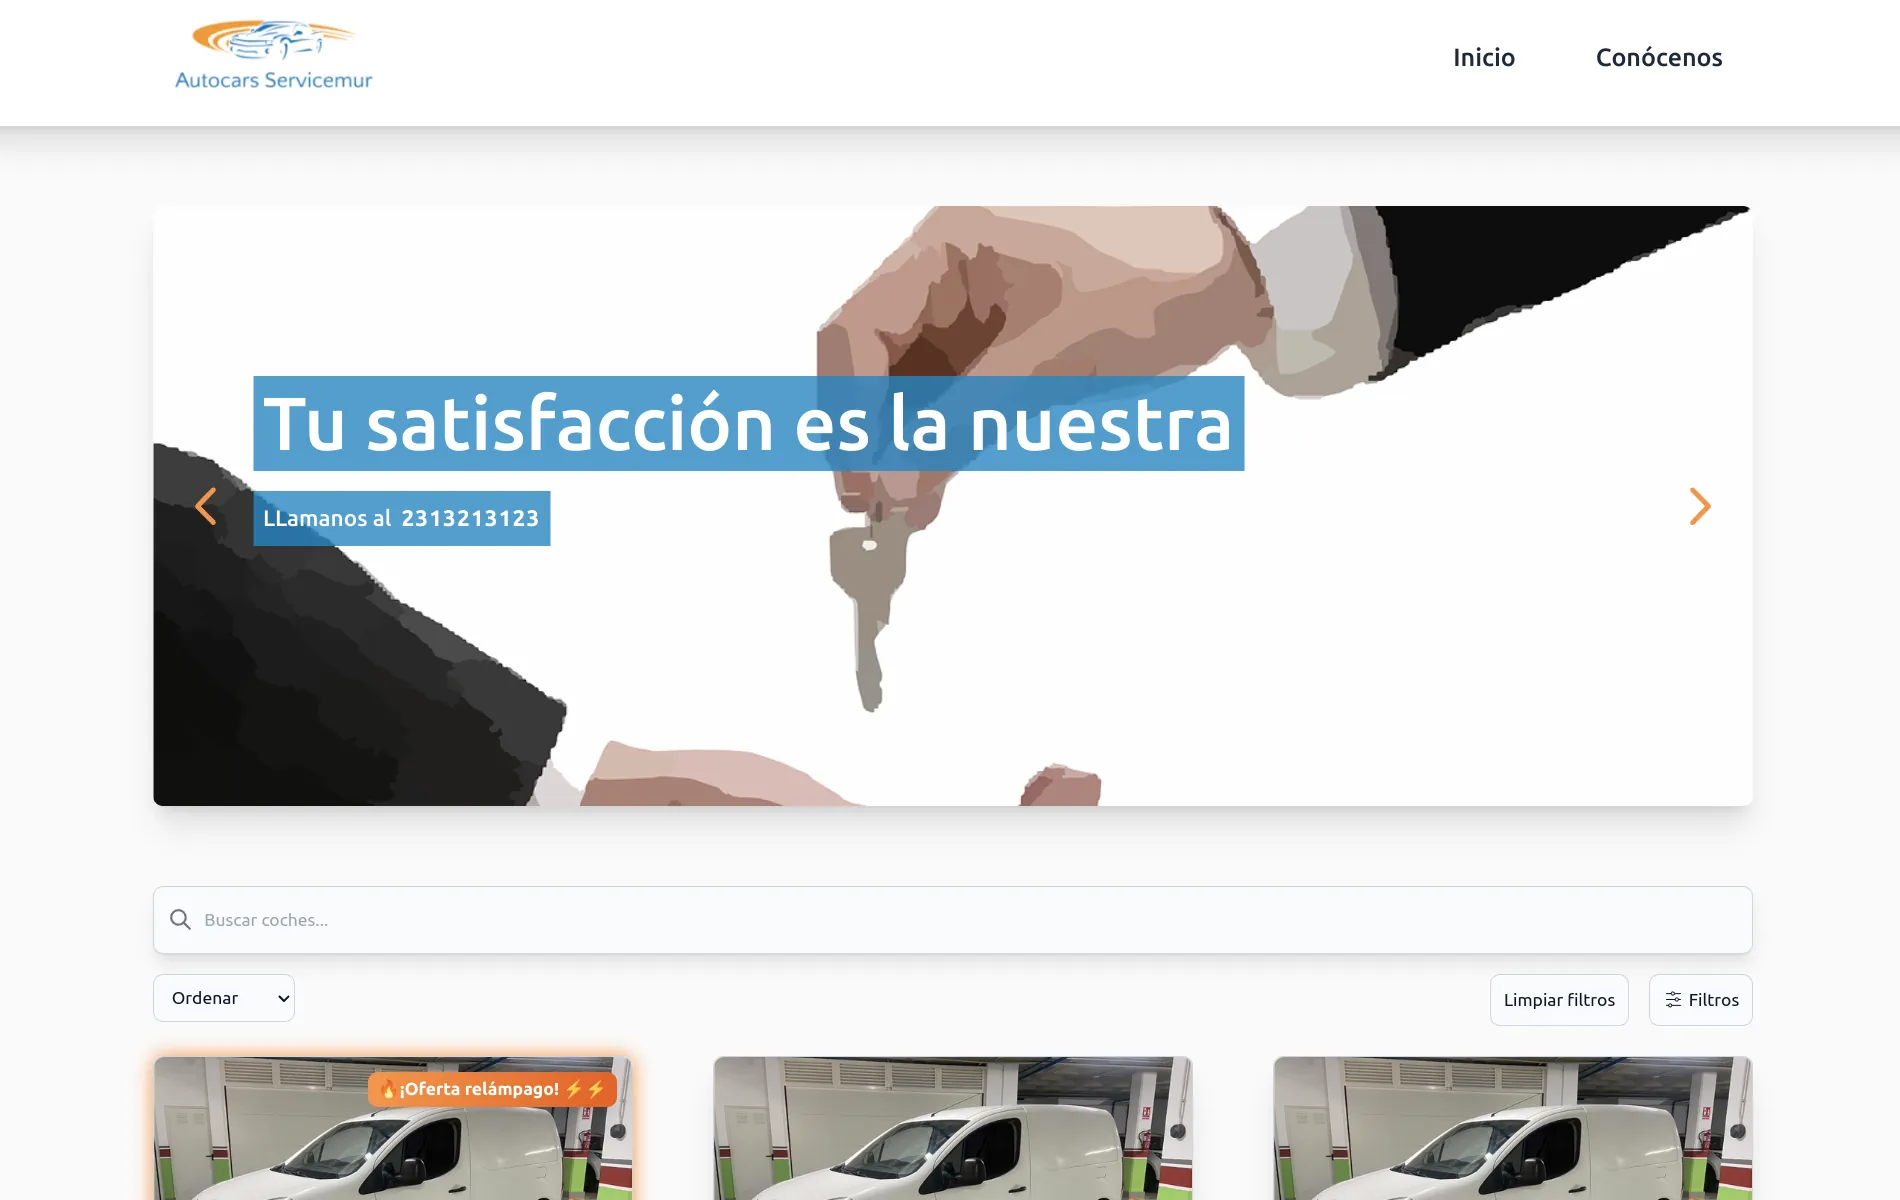 Autocars Servicemur
Inicio
Conócenos
Tu satisfacción es la nuestra
LLamanos al 2313213123
Buscar coches...
Ordenar
Limpiar filtros
Filtros
🔥¡Oferta relámpago! ⚡⚡